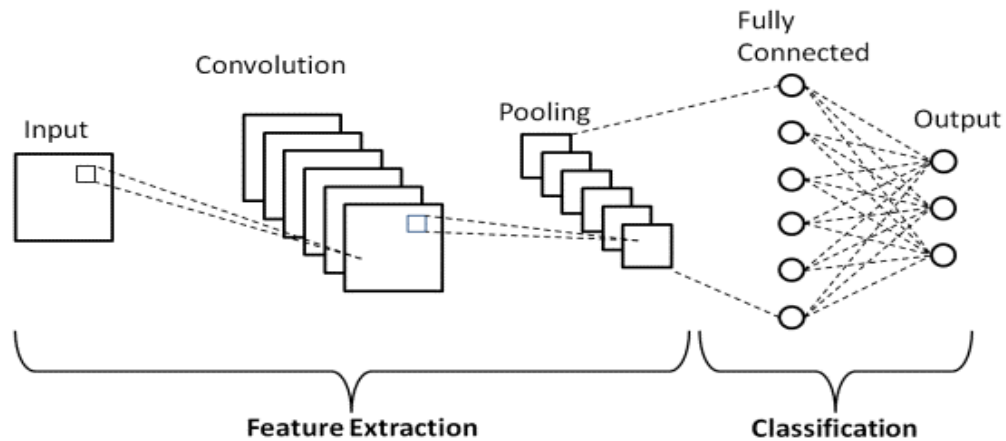 Fully
Connected
Convolution
Pooling
Input
Output
Feature Extraction
Classification